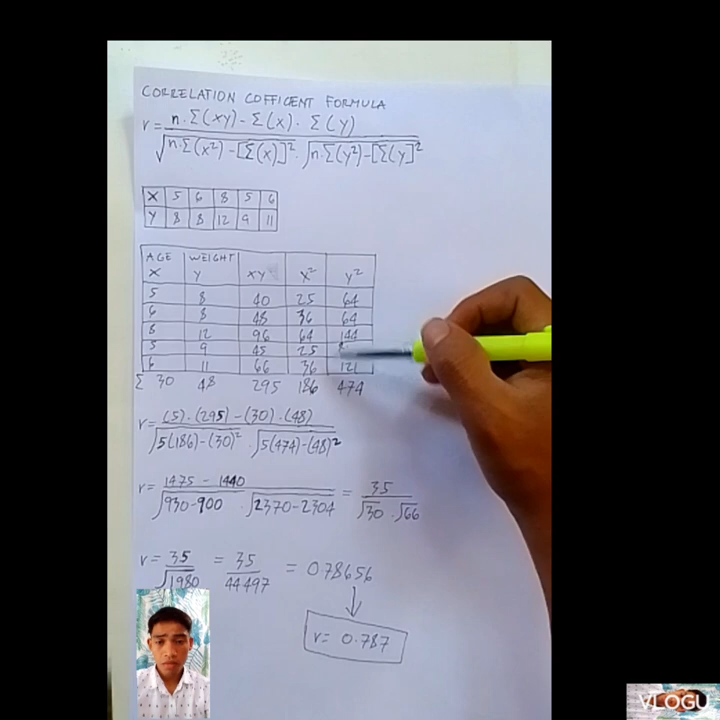 CORRELATION COFFICENT FORMULA
r = n·Σ(xy) - Σ(x)· Σ(y)
√n·Σ(x²) - [Σ(x)]² · √n·Σ(y²) - [Σ(y)]²
X 5 6 8 5 6
Y 8 8 12 9 11
AGE WEIGHT
X Y XY X² Y²
5 8 40 25 64
6 8 48 36 64
8 12 96 64 144
5 9 45 25
6 11 66 36 121
Σ 30 48 295 186 474
r = (5)·(295) - (30)·(48)
√5(186)-(30)² · √5(474)-(48)²
r = 1475 - 1440 = 35
√930-900 · √2370-2304 √30 · √66
r = 35 = 35 = 0.78656
√1980 44497
r = 0.787
VLOGU